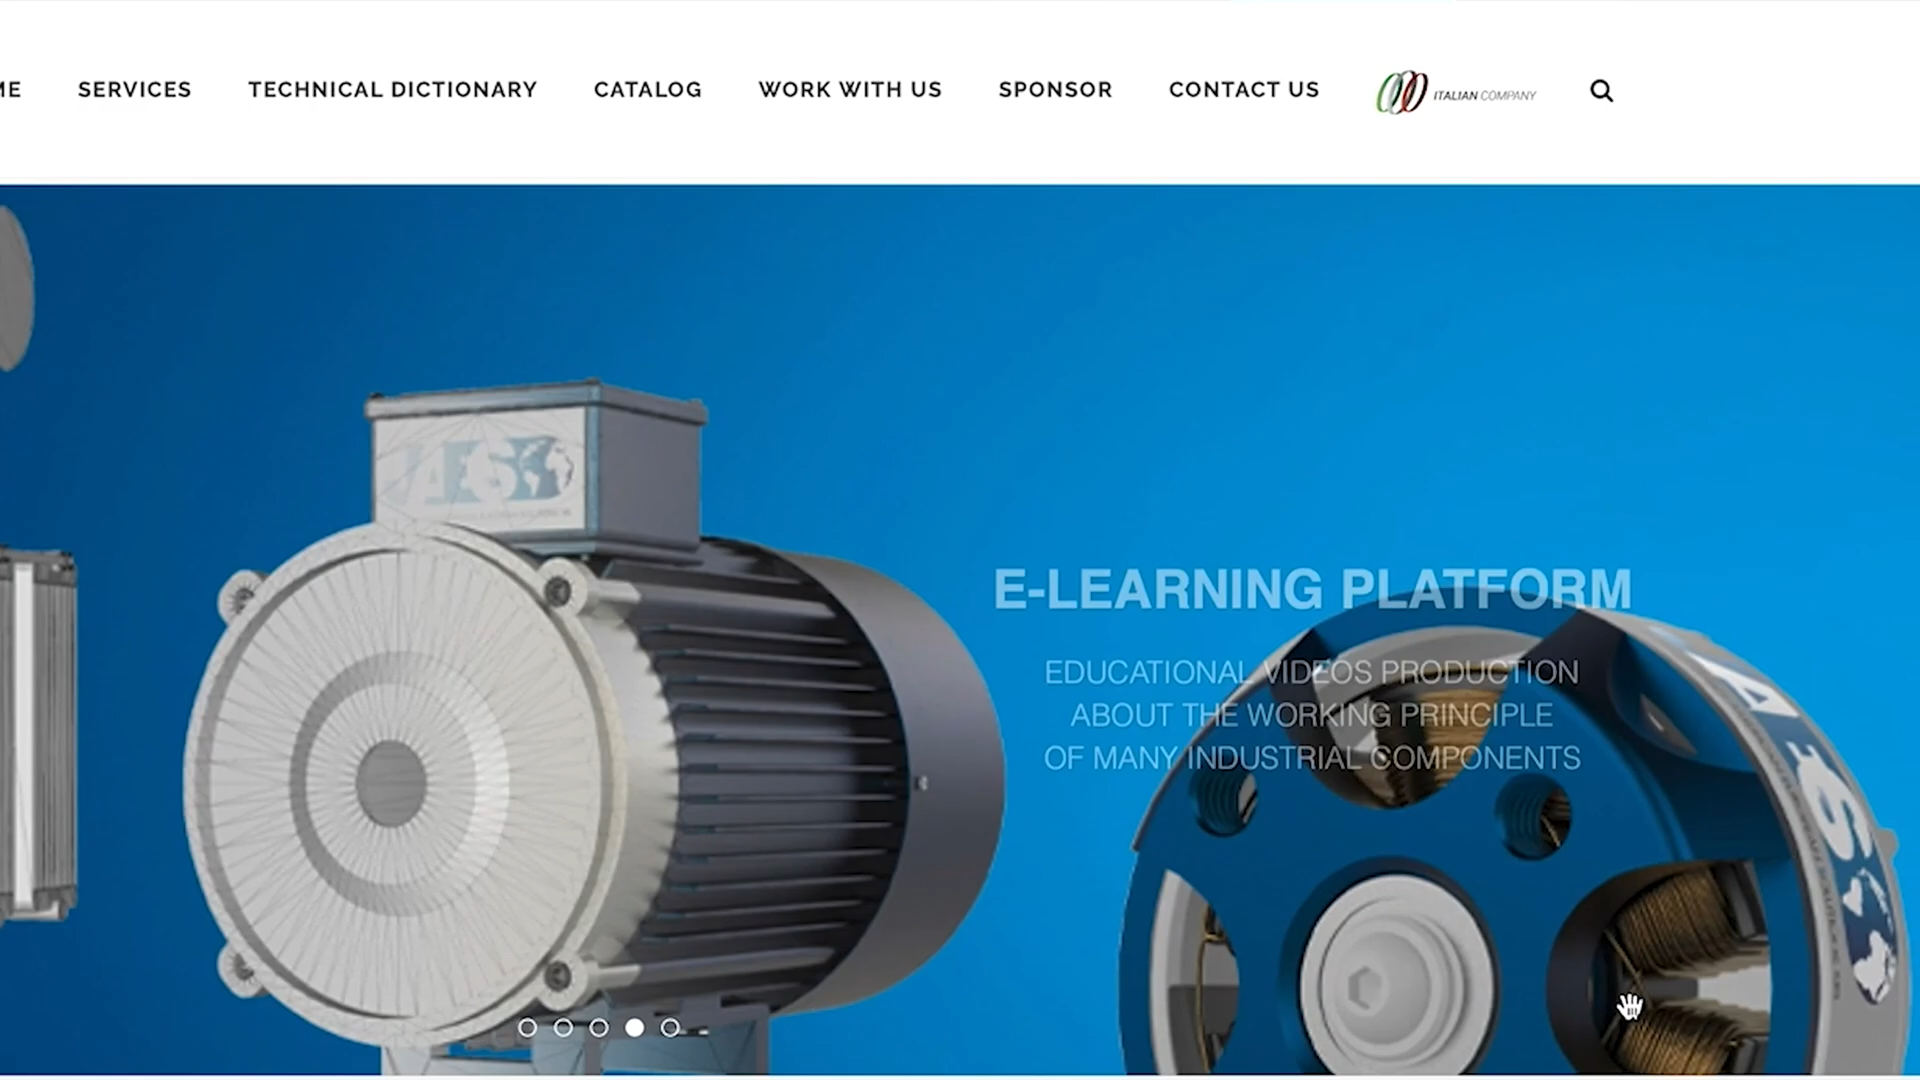 ME SERVICES TECHNICAL DICTIONARY CATALOG WORK WITH US SPONSOR CONTACT US ITALIAN COMPANY
AES
E-LEARNING PLATFORM
EDUCATIONAL VIDEOS PRODUCTION
ABOUT THE WORKING PRINCIPLE
OF MANY INDUSTRIAL COMPONENTS